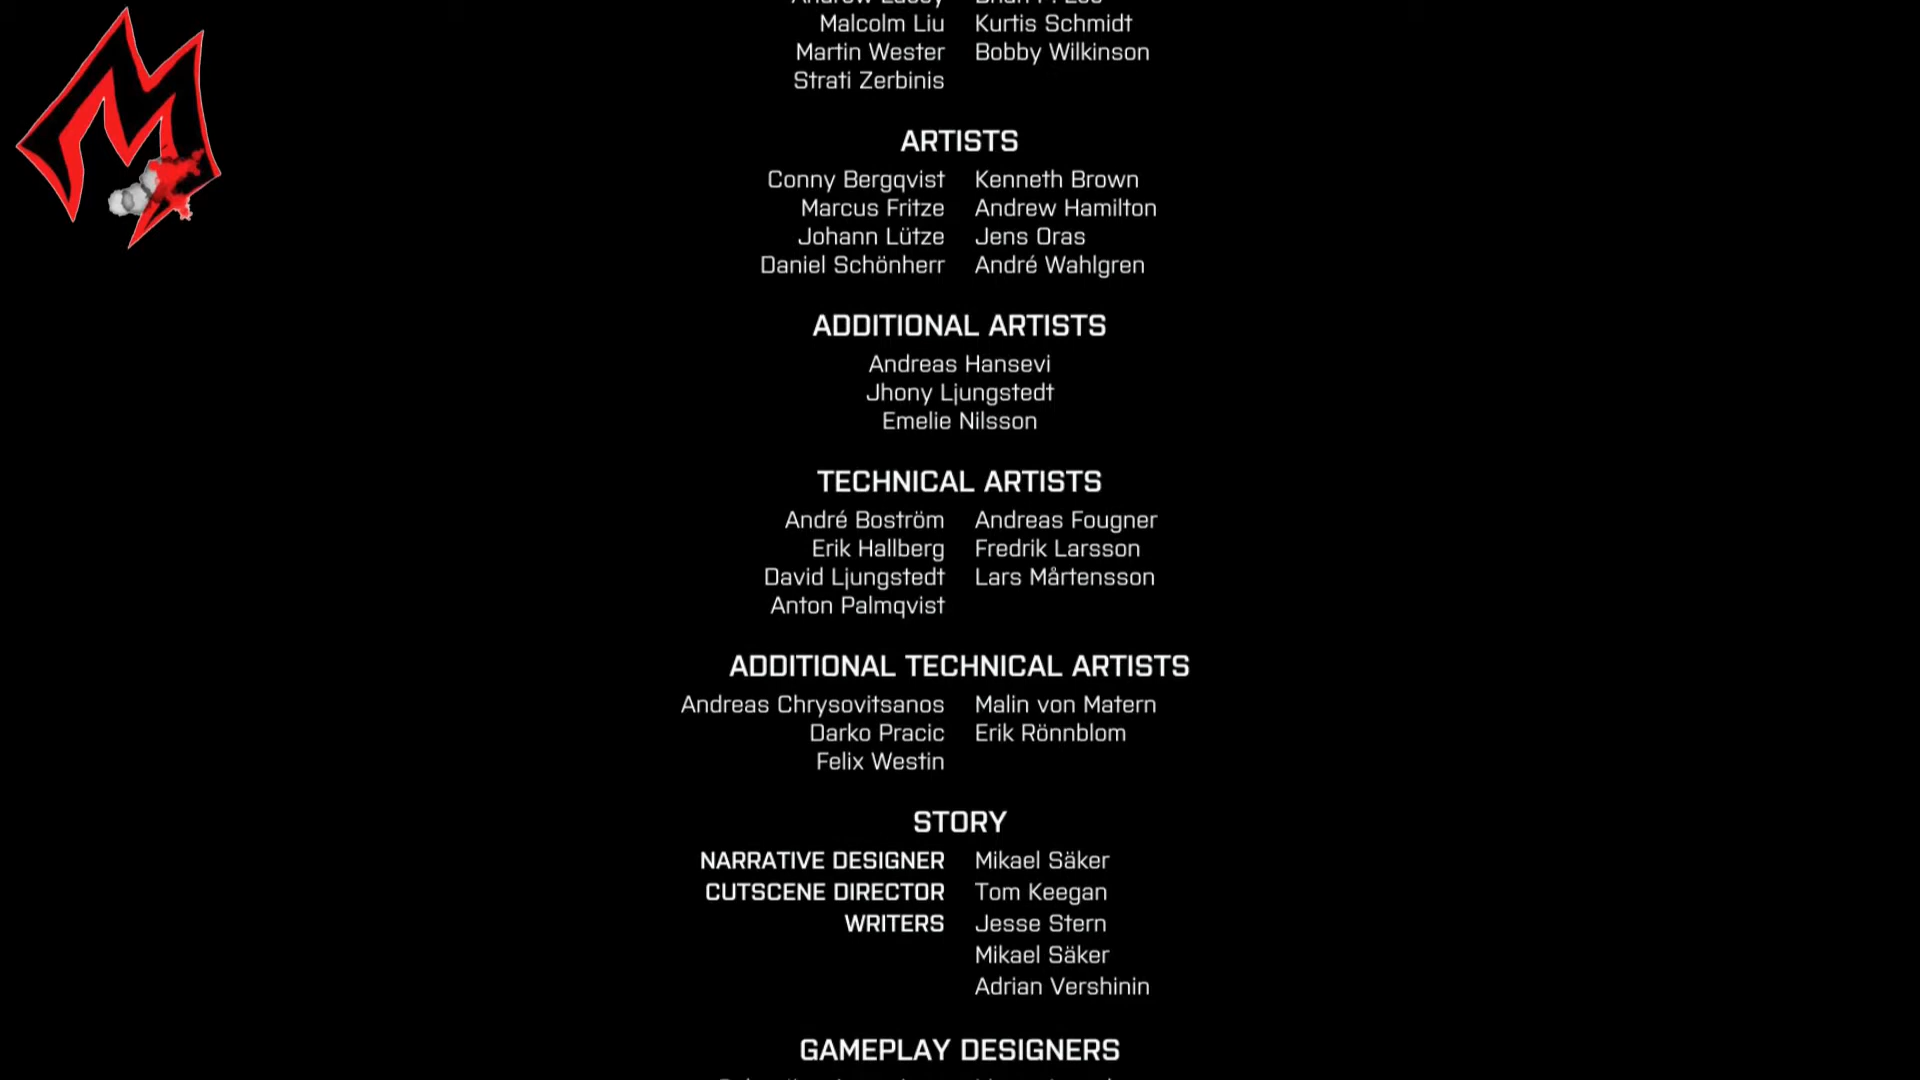 Malcolm Liu Kurtis Schmidt
Martin Wester Bobby Wilkinson
Strati Zerbinis
ARTISTS
Conny Bergqvist Kenneth Brown
Marcus Fritze Andrew Hamilton
Johann Lütze Jens Oras
Daniel Schönherr André Wahlgren
ADDITIONAL ARTISTS
Andreas Hansevi
Jhony Ljungstedt
Emelie Nilsson
TECHNICAL ARTISTS
André Boström Andreas Fougner
Erik Hallberg Fredrik Larsson
David Ljungstedt Lars Mårtensson
Anton Palmqvist
ADDITIONAL TECHNICAL ARTISTS
Andreas Chrysovitsanos Malin von Matern
Darko Pracic Erik Rönnblom
Felix Westin
STORY
NARRATIVE DESIGNER Mikael Säker
CUTSCENE DIRECTOR Tom Keegan
WRITERS Jesse Stern
Mikael Säker
Adrian Vershinin
GAMEPLAY DESIGNERS